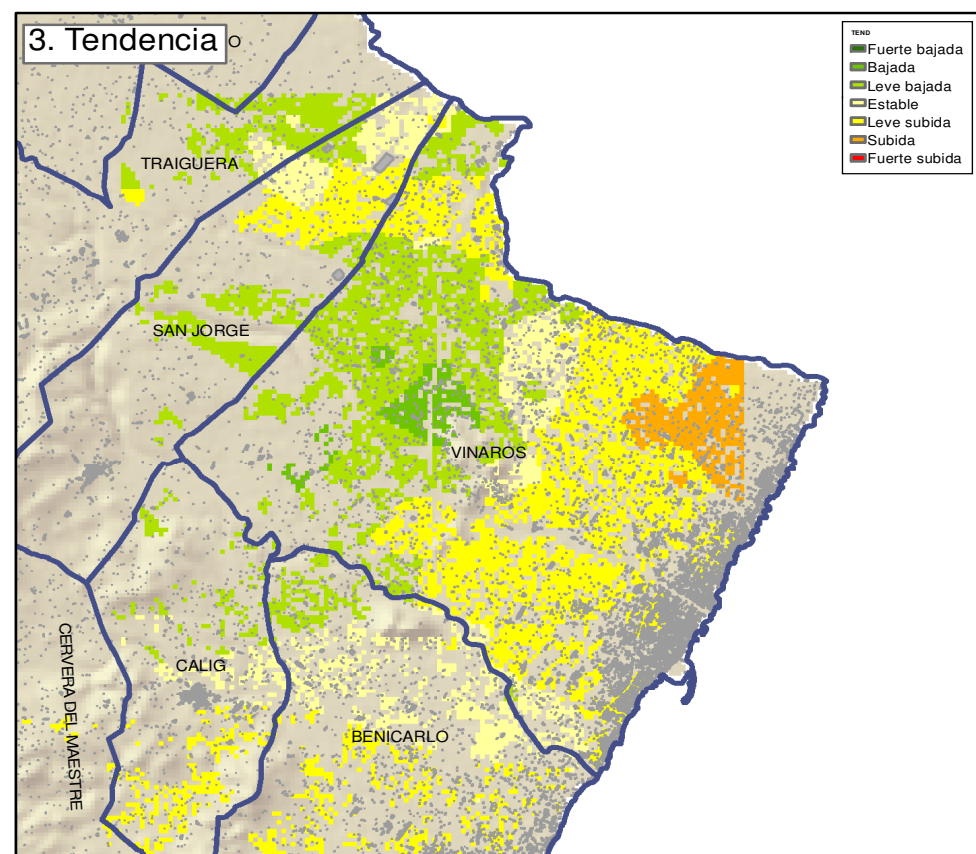 3. Tendencia
O
TEND
Fuerte bajada
Bajada
Leve bajada
Estable
Leve subida
Subida
Fuerte subida
TRAIGUERA
SAN JORGE
VINAROS
CERVERA DEL MAESTRE
CALIG
BENICARLO